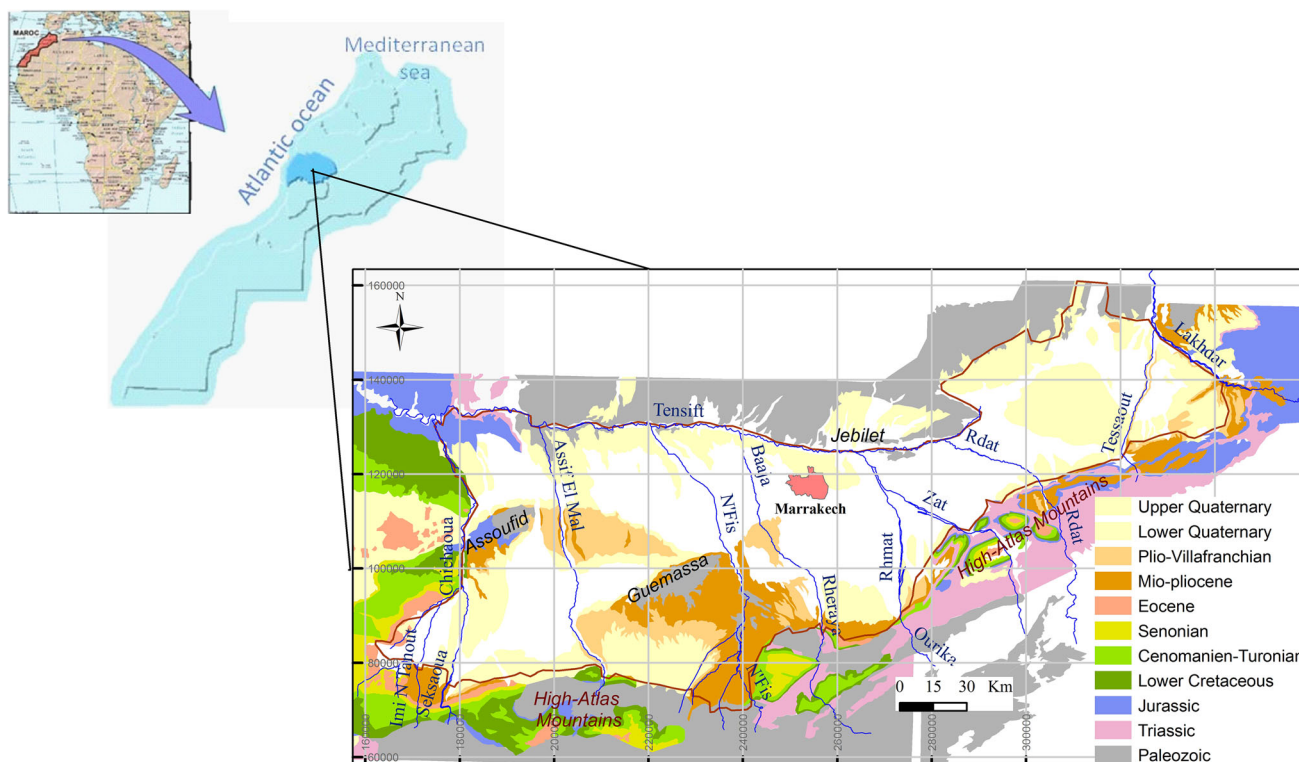 MAROC
Mediterranean
sea
Atlantic ocean
N
160000
140000
120000
100000
80000
60000
160000
180000
200000
220000
240000
260000
280000
300000
Lakhdar
Tensift
Jebilet
Rdat
Tessaout
Assif El Mal
Baaja
N'Fis
Marrakech
Zat
Rdat
Chichaoua
Assoufid
Guemassa
Rhmat
Rheraya
High-Atlas Mountains
Ourika
Imi N Tanout
Seksaoua
N'Fis
High-Atlas
Mountains
0 15 30 Km
Upper Quaternary
Lower Quaternary
Plio-Villafranchian
Mio-pliocene
Eocene
Senonian
Cenomanien-Turonian
Lower Cretaceous
Jurassic
Triassic
Paleozoic